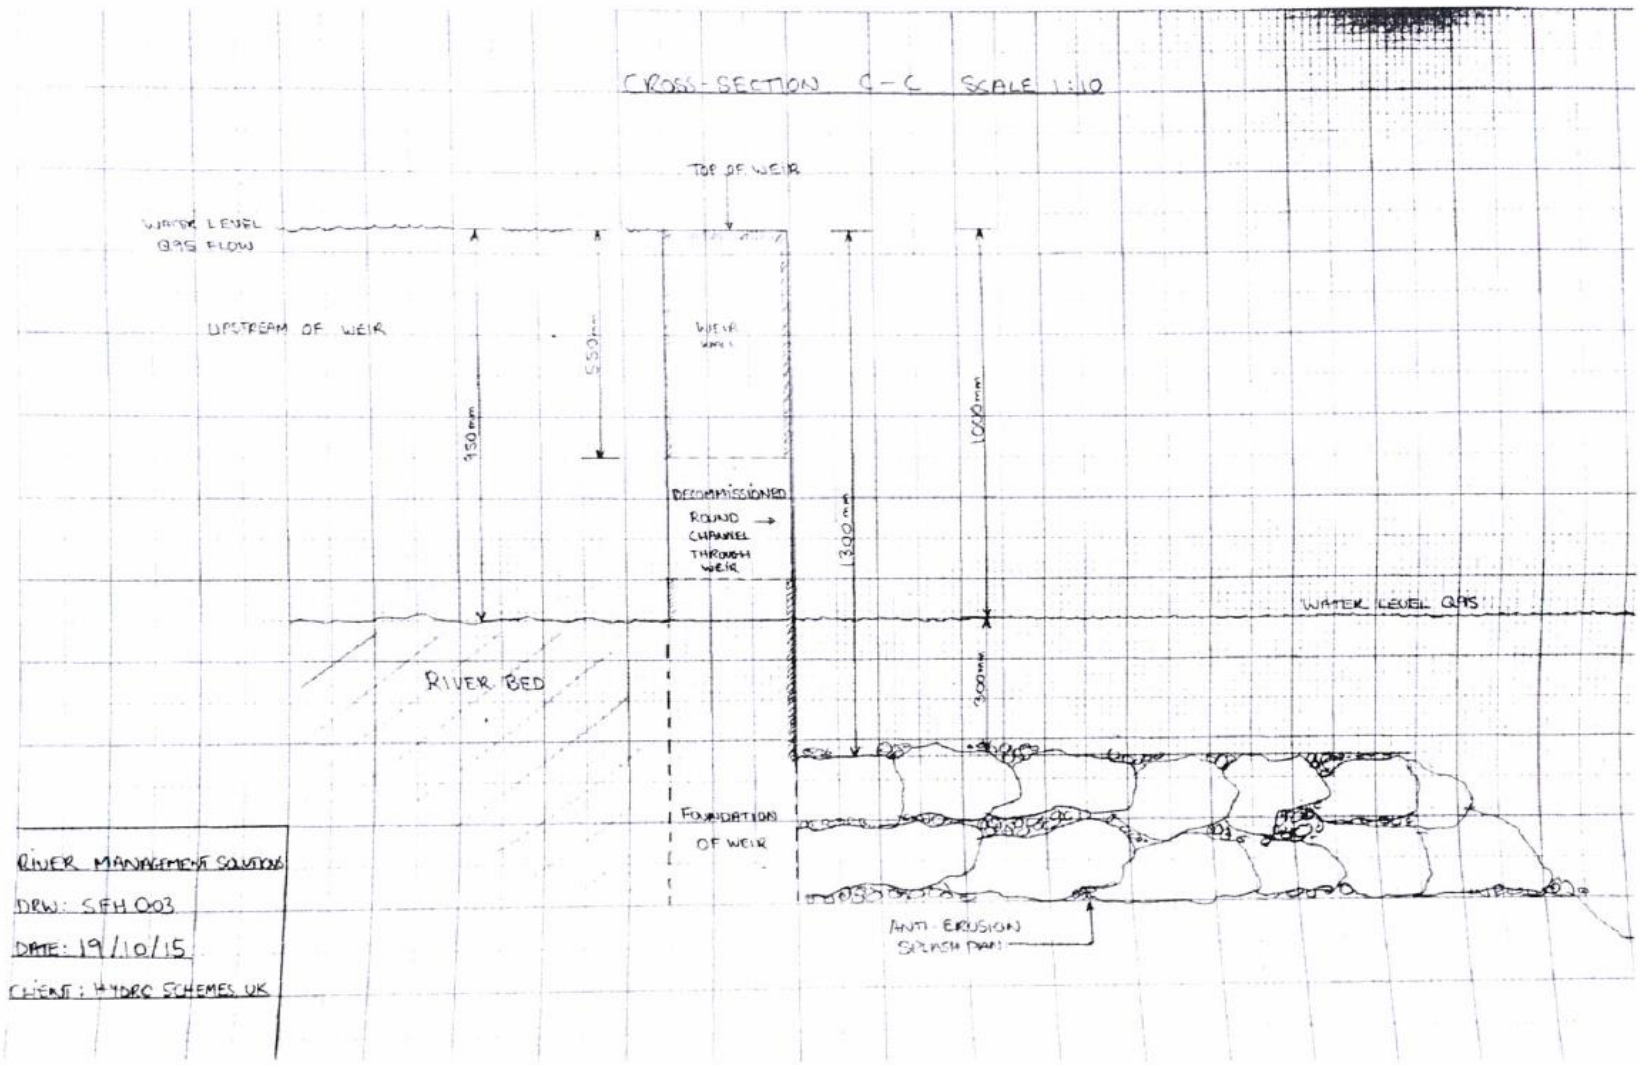 CROSS-SECTION C-C SCALE 1:10
TOP OF WEIR
WATER LEVEL
Q95 FLOW
UPSTREAM OF WEIR
WEIR
WALL
550mm
950mm
1000mm
1300mm
DECOMMISSIONED
ROUND
CHANNEL
THROUGH
WEIR
WATER LEVEL Q95
RIVER BED
300mm
FOUNDATION
OF WEIR
ANTI-EROSION
SPLASH PAN
RIVER MANAGEMENT SOLUTIONS
DRW: SFH 003
DATE: 19/10/15
CLIENT: HYDRO SCHEMES UK